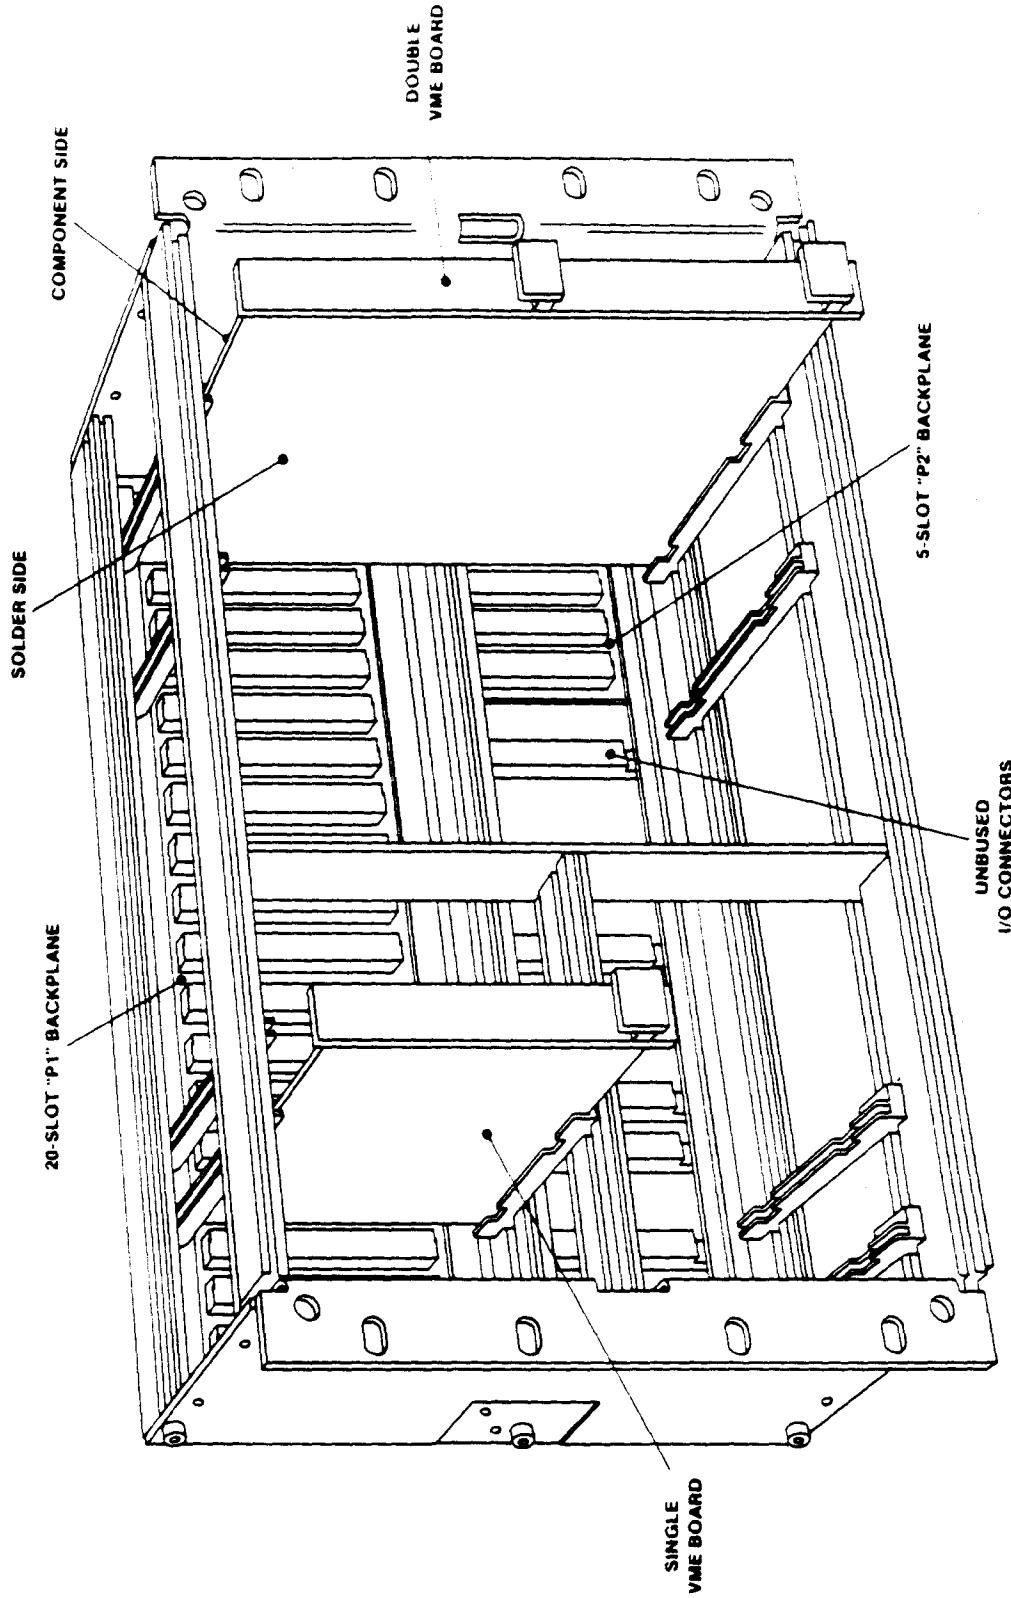 SOLDER SIDE
COMPONENT SIDE
20-SLOT "P1" BACKPLANE
DOUBLE
VME BOARD
SINGLE
VME BOARD
5-SLOT "P2" BACKPLANE
UNBUSED
I/O CONNECTORS